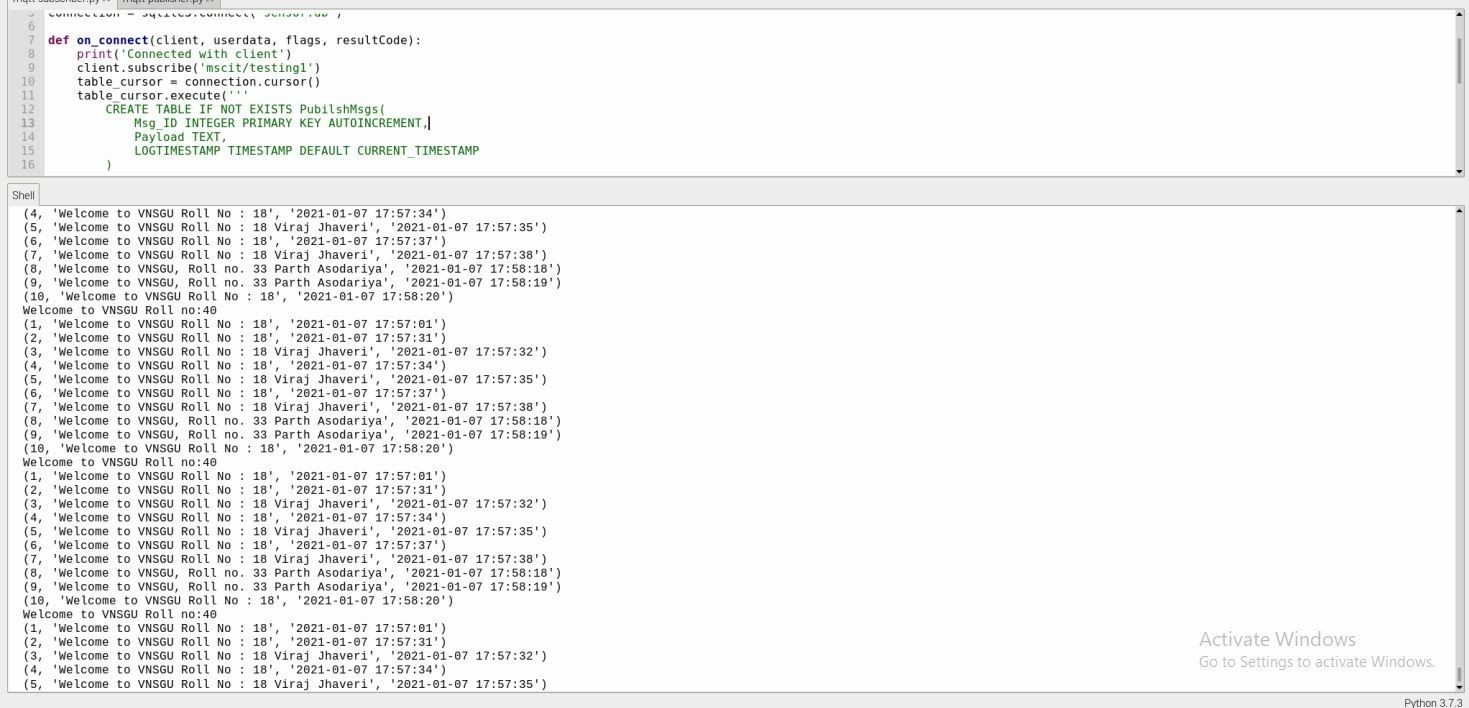 mqtt-subscriber.py × mqtt-publisher.py ×
5 connection = sqlite3.connect('sensor.db')
6
7 def on_connect(client, userdata, flags, resultCode):
8 print('Connected with client')
9 client.subscribe('mscit/testing1')
10 table_cursor = connection.cursor()
11 table_cursor.execute('''
12 CREATE TABLE IF NOT EXISTS PubilshMsgs(
13 Msg_ID INTEGER PRIMARY KEY AUTOINCREMENT,
14 Payload TEXT,
15 LOGTIMESTAMP TIMESTAMP DEFAULT CURRENT_TIMESTAMP
16 )
Shell
(4, 'Welcome to VNSGU Roll No : 18', '2021-01-07 17:57:34')
(5, 'Welcome to VNSGU Roll No : 18 Viraj Jhaveri', '2021-01-07 17:57:35')
(6, 'Welcome to VNSGU Roll No : 18', '2021-01-07 17:57:37')
(7, 'Welcome to VNSGU Roll No : 18 Viraj Jhaveri', '2021-01-07 17:57:38')
(8, 'Welcome to VNSGU, Roll no. 33 Parth Asodariya', '2021-01-07 17:58:18')
(9, 'Welcome to VNSGU, Roll no. 33 Parth Asodariya', '2021-01-07 17:58:19')
(10, 'Welcome to VNSGU Roll No : 18', '2021-01-07 17:58:20')
Welcome to VNSGU Roll no:40
(1, 'Welcome to VNSGU Roll No : 18', '2021-01-07 17:57:01')
(2, 'Welcome to VNSGU Roll No : 18', '2021-01-07 17:57:31')
(3, 'Welcome to VNSGU Roll No : 18 Viraj Jhaveri', '2021-01-07 17:57:32')
(4, 'Welcome to VNSGU Roll No : 18', '2021-01-07 17:57:34')
(5, 'Welcome to VNSGU Roll No : 18 Viraj Jhaveri', '2021-01-07 17:57:35')
(6, 'Welcome to VNSGU Roll No : 18', '2021-01-07 17:57:37')
(7, 'Welcome to VNSGU Roll No : 18 Viraj Jhaveri', '2021-01-07 17:57:38')
(8, 'Welcome to VNSGU, Roll no. 33 Parth Asodariya', '2021-01-07 17:58:18')
(9, 'Welcome to VNSGU, Roll no. 33 Parth Asodariya', '2021-01-07 17:58:19')
(10, 'Welcome to VNSGU Roll No : 18', '2021-01-07 17:58:20')
Welcome to VNSGU Roll no:40
(1, 'Welcome to VNSGU Roll No : 18', '2021-01-07 17:57:01')
(2, 'Welcome to VNSGU Roll No : 18', '2021-01-07 17:57:31')
(3, 'Welcome to VNSGU Roll No : 18 Viraj Jhaveri', '2021-01-07 17:57:32')
(4, 'Welcome to VNSGU Roll No : 18', '2021-01-07 17:57:34')
(5, 'Welcome to VNSGU Roll No : 18 Viraj Jhaveri', '2021-01-07 17:57:35')
(6, 'Welcome to VNSGU Roll No : 18', '2021-01-07 17:57:37')
(7, 'Welcome to VNSGU Roll No : 18 Viraj Jhaveri', '2021-01-07 17:57:38')
(8, 'Welcome to VNSGU, Roll no. 33 Parth Asodariya', '2021-01-07 17:58:18')
(9, 'Welcome to VNSGU, Roll no. 33 Parth Asodariya', '2021-01-07 17:58:19')
(10, 'Welcome to VNSGU Roll No : 18', '2021-01-07 17:58:20')
Welcome to VNSGU Roll no:40
(1, 'Welcome to VNSGU Roll No : 18', '2021-01-07 17:57:01')
(2, 'Welcome to VNSGU Roll No : 18', '2021-01-07 17:57:31')
(3, 'Welcome to VNSGU Roll No : 18 Viraj Jhaveri', '2021-01-07 17:57:32')
(4, 'Welcome to VNSGU Roll No : 18', '2021-01-07 17:57:34')
(5, 'Welcome to VNSGU Roll No : 18 Viraj Jhaveri', '2021-01-07 17:57:35')
Activate Windows
Go to Settings to activate Windows.
Python 3.7.3